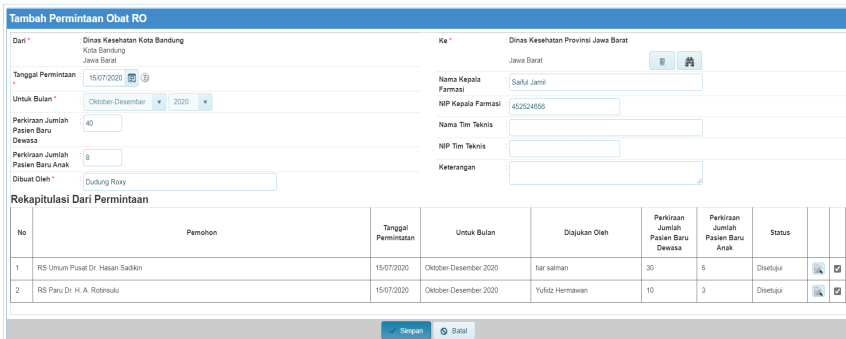 Tambah Permintaan Obat RO
Dari * : Dinas Kesehatan Kota Bandung
Kota Bandung
Jawa Barat
Tanggal Permintaan * : 15/07/2020
Untuk Bulan * : Oktober-Desember 2020
Perkiraan Jumlah Pasien Baru Dewasa : 40
Perkiraan Jumlah Pasien Baru Anak : 8
Dibuat Oleh * : Dudung Roxy
Ke * : Dinas Kesehatan Provinsi Jawa Barat
Jawa Barat
Nama Kepala Farmasi : Saiful Jamil
NIP Kepala Farmasi : 452524656
Nama Tim Teknis :
NIP Tim Teknis :
Keterangan :
Rekapitulasi Dari Permintaan
No Pemohon Tanggal Permintatan Untuk Bulan Diajukan Oleh Perkiraan Jumlah Pasien Baru Dewasa Perkiraan Jumlah Pasien Baru Anak Status
1 RS Umum Pusat Dr. Hasan Sadikin 15/07/2020 Oktober-Desember 2020 tiar salman 30 5 Disetujui
2 RS Paru Dr. H. A. Rotinsulu 15/07/2020 Oktober-Desember 2020 Yufidz Hermawan 10 3 Disetujui
Simpan Batal